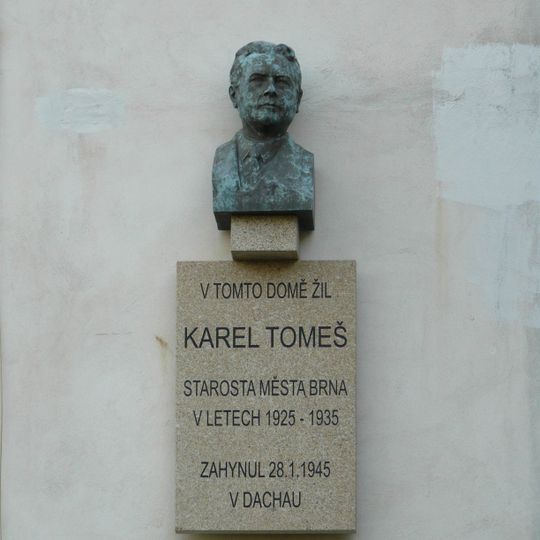 V TOMTO DOMĚ ŽIL
KAREL TOMEŠ
STAROSTA MĚSTA BRNA
V LETECH 1925 - 1935
ZAHYNUL 28.1.1945
V DACHAU